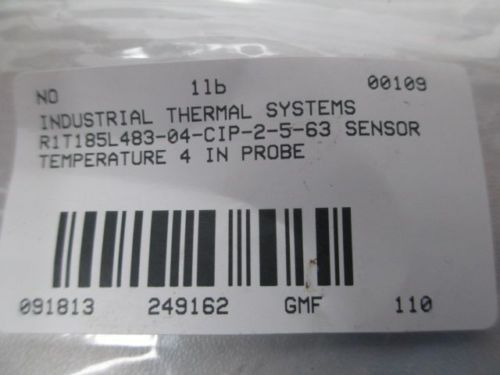 NO 11b 00109
INDUSTRIAL THERMAL SYSTEMS
R1T185L483-04-CIP-2-5-63 SENSOR
TEMPERATURE 4 IN PROBE
091813 249162 GMF 110